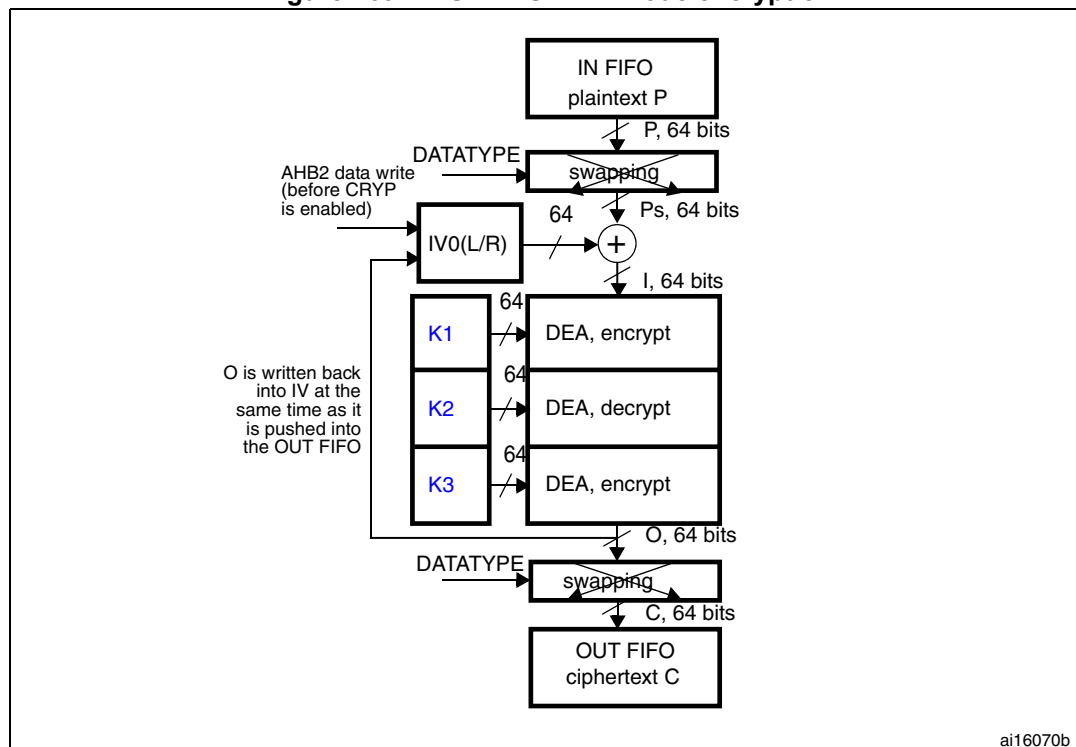 IN FIFO
plaintext P
P, 64 bits
DATATYPE
swapping
AHB2 data write
(before CRYP
is enabled)
Ps, 64 bits
64
IV0(L/R)
+
I, 64 bits
64
K1
DEA, encrypt
64
K2
DEA, decrypt
O is written back
into IV at the
same time as it
is pushed into
the OUT FIFO
64
K3
DEA, encrypt
O, 64 bits
DATATYPE
swapping
C, 64 bits
OUT FIFO
ciphertext C
ai16070b